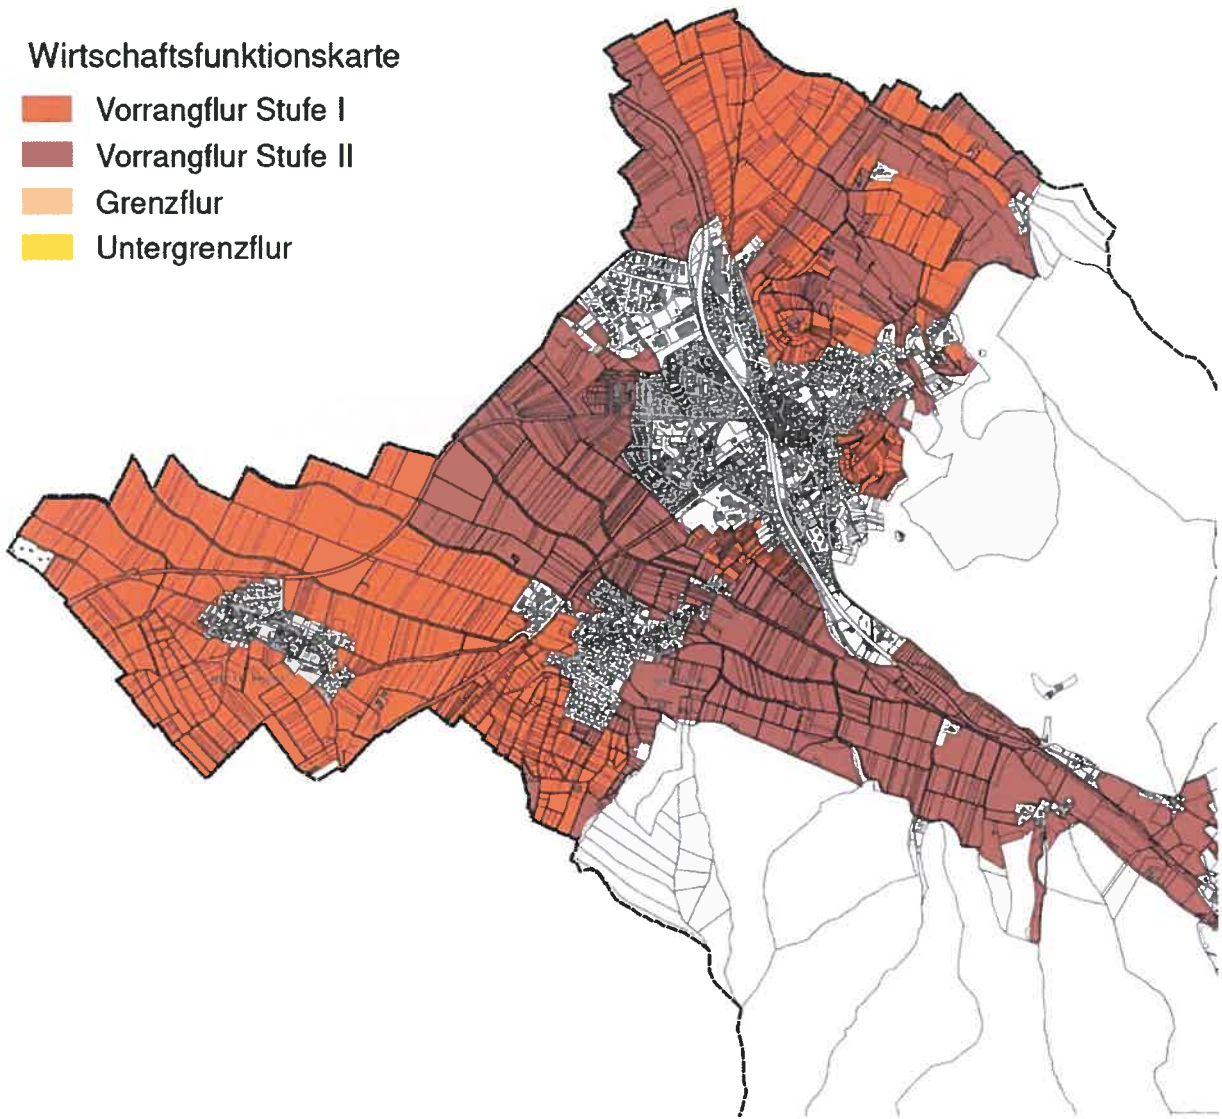 Wirtschaftsfunktionskarte
Vorrangflur Stufe I
Vorrangflur Stufe II
Grenzflur
Untergrenzflur